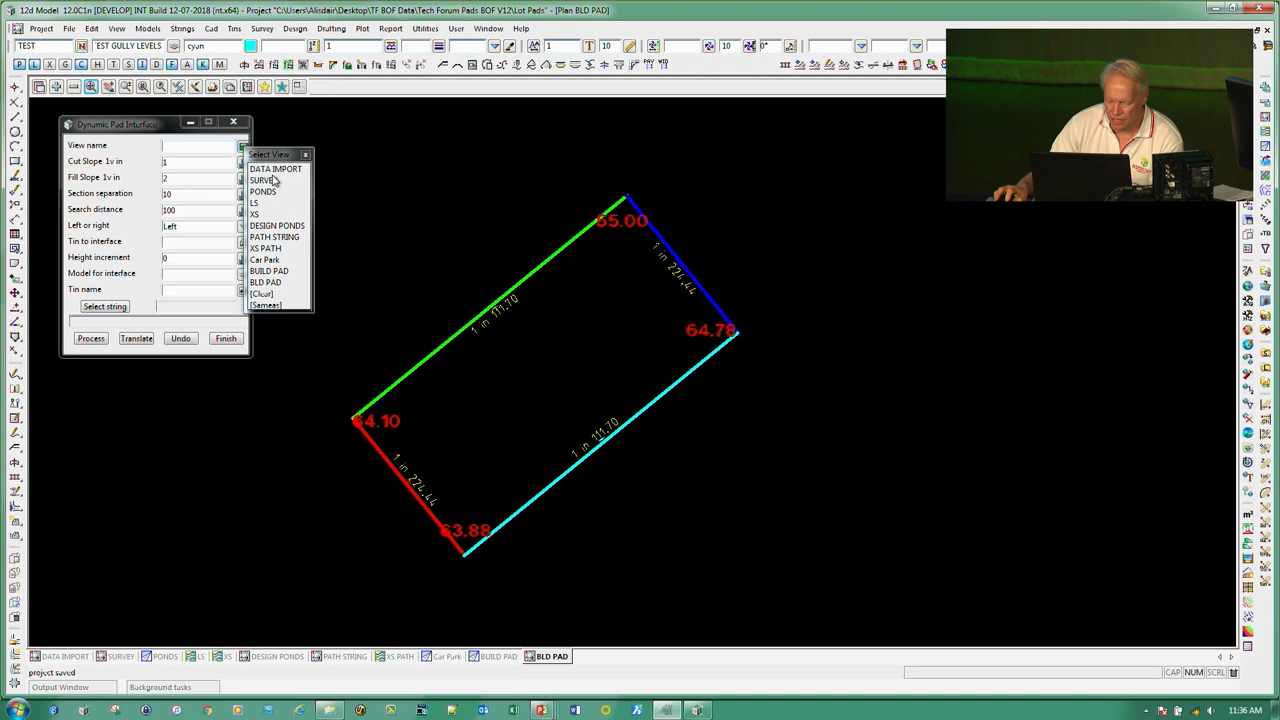 12d Model 12.0C1n [DEVELOP] INT Build 12-07-2018 (nt.x64) - Project "C:\Users\Alisdair\Desktop\TF BOF Data\Tech Forum Pads BOF V12\Lot Pads" - [Plan BLD PAD]
Project File Edit View Models Strings Cad Tins Survey Design Drafting Plot Report Utilities User Window Help
TEST N TEST GULLY LEVELS cyan 1 1 T 10 10 0°
P L X G C H T S I D F A K M
Dynamic Pad Interface
View name
Cut Slope 1v in 1
Fill Slope 1v in 2
Section separation 10
Search distance 100
Left or right Left
Tin to interface
Height increment 0
Model for interface
Tin name
Select string
Process Translate Undo Finish
Select View
DATA IMPORT
SURVEY
PONDS
LS
XS
DESIGN PONDS
PATH STRING
XS PATH
Car Park
BUILD PAD
BLD PAD
[Clear]
[Sameas]
65.00
1 in 224.44
1 in 111.70
64.78
64.10
1 in 111.70
1 in 224.44
63.88
DATA IMPORT SURVEY PONDS LS XS DESIGN PONDS PATH STRING XS PATH Car Park BUILD PAD BLD PAD
project saved
CAP NUM SCRL
Output Window Background tasks
11:36 AM